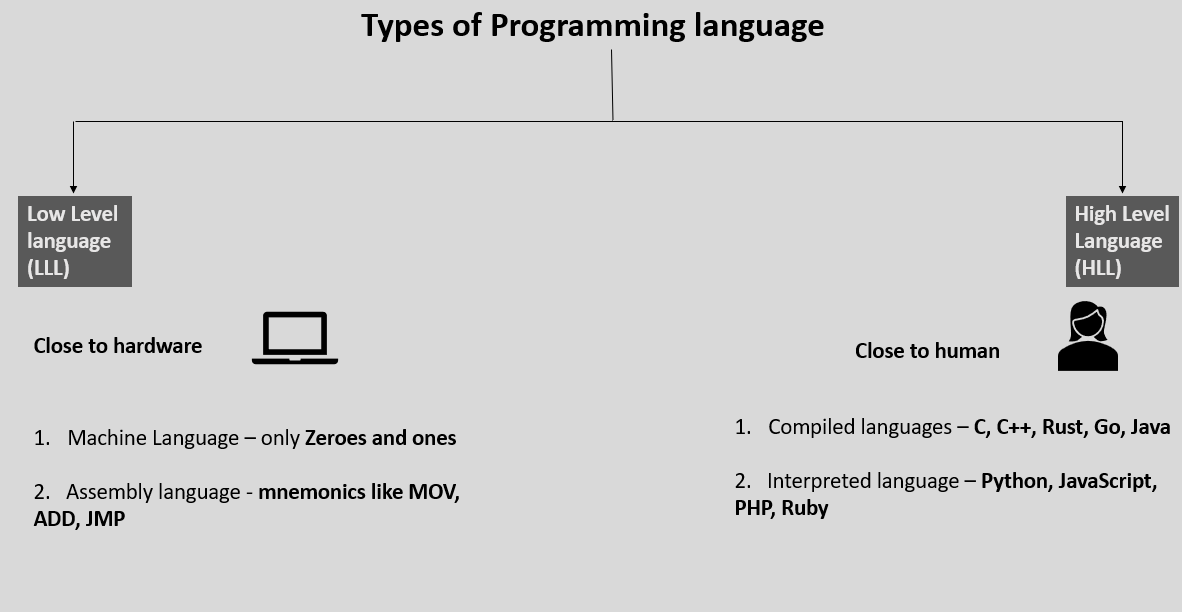 Types of Programming language
Low Level
language
(LLL)
High Level
Language
(HLL)
Close to hardware
Close to human
1. Machine Language – only Zeroes and ones
2. Assembly language - mnemonics like MOV,
ADD, JMP
1. Compiled languages – C, C++, Rust, Go, Java
2. Interpreted language – Python, JavaScript,
PHP, Ruby